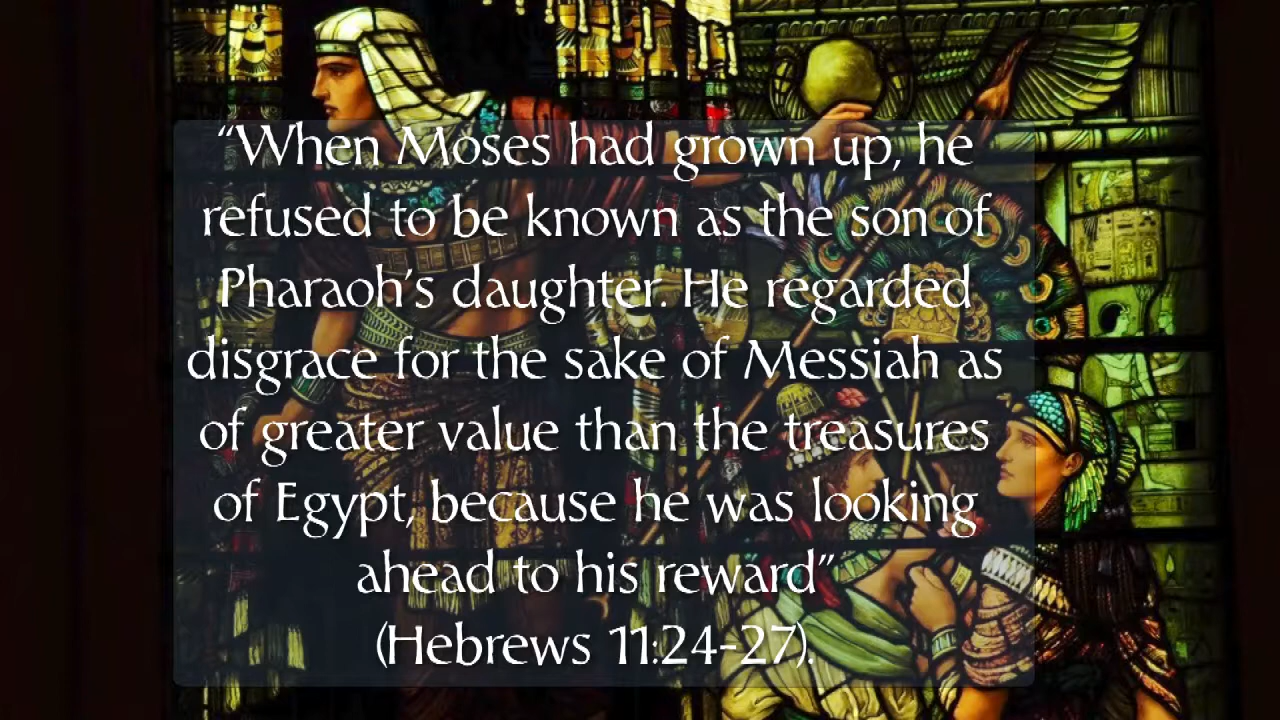 “When Moses had grown up, he
refused to be known as the son of
Pharaoh’s daughter. He regarded
disgrace for the sake of Messiah as
of greater value than the treasures
of Egypt, because he was looking
ahead to his reward”
(Hebrews 11:24-27).